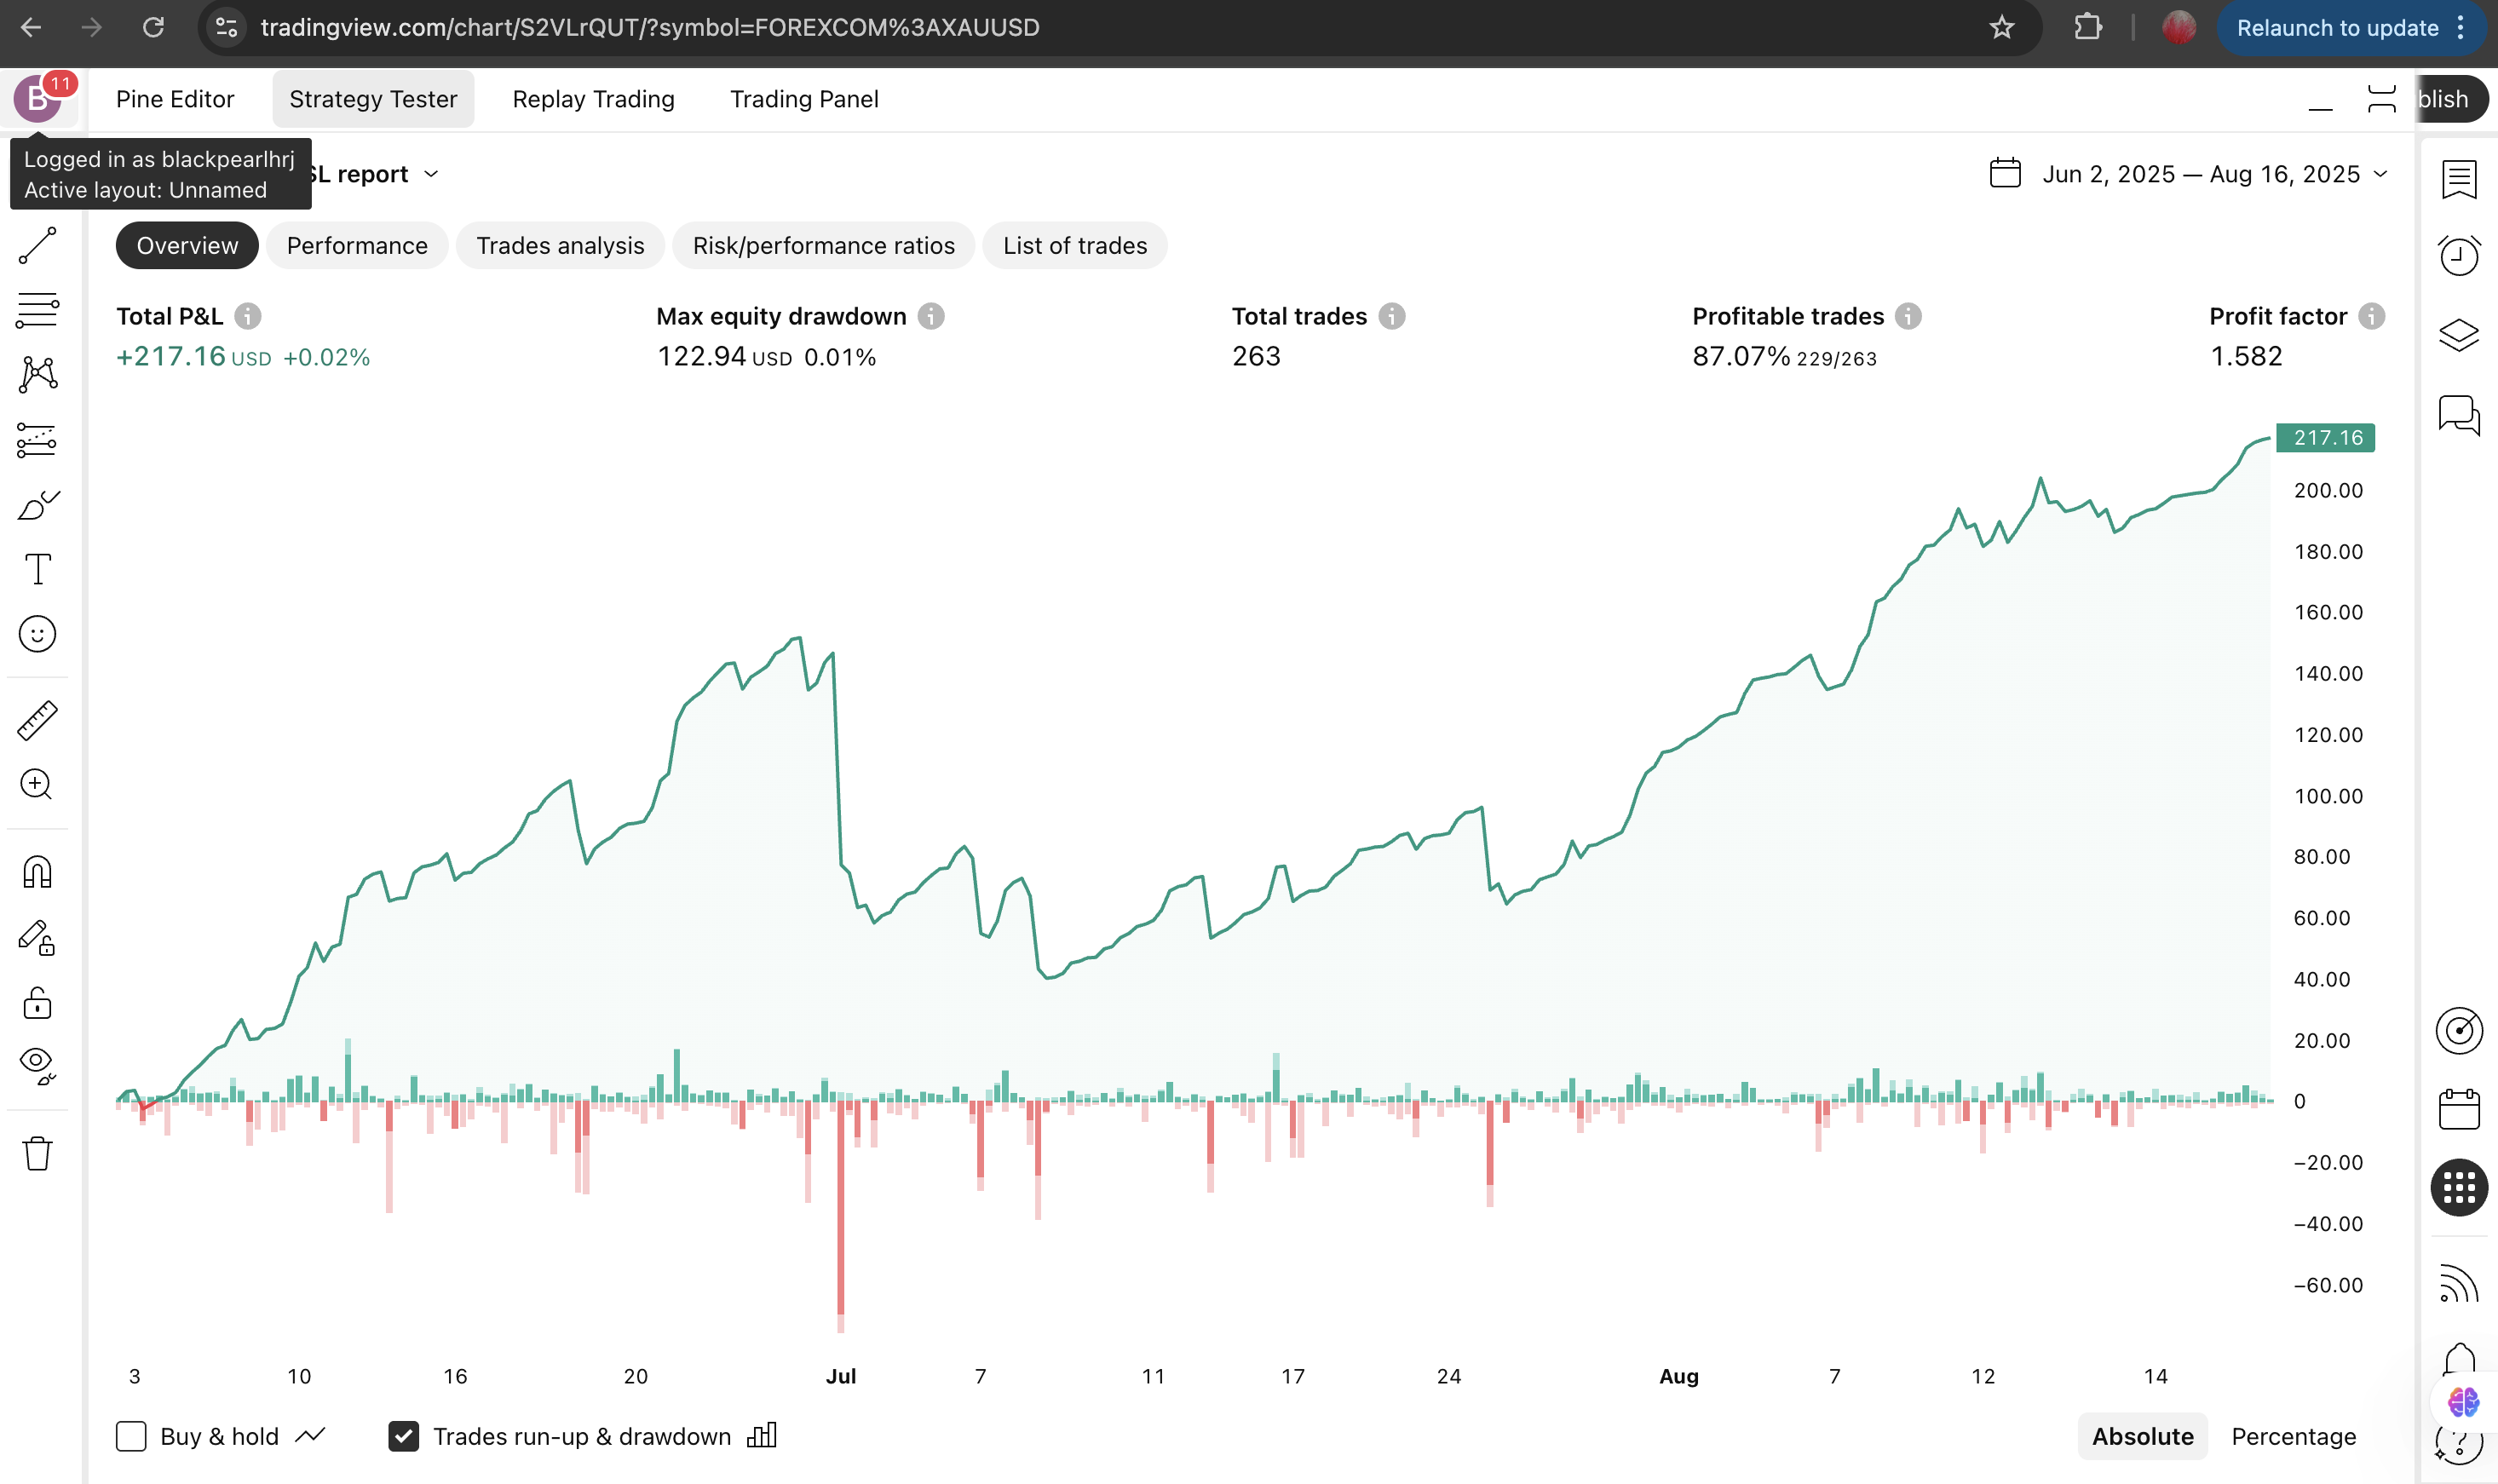 tradingview.com/chart/S2VLrQUT/?symbol=FOREXCOM%3AXAUUSD
Relaunch to update
B 11
Pine Editor
Strategy Tester
Replay Trading
Trading Panel
blish
Logged in as blackpearlhrj
Active layout: Unnamed
SL report
Jun 2, 2025 — Aug 16, 2025
Overview
Performance
Trades analysis
Risk/performance ratios
List of trades
Total P&L
+217.16 USD +0.02%
Max equity drawdown
122.94 USD 0.01%
Total trades
263
Profitable trades
87.07% 229/263
Profit factor
1.582
217.16
200.00
180.00
160.00
140.00
120.00
100.00
80.00
60.00
40.00
20.00
0
−20.00
−40.00
−60.00
3 10 16 20 Jul 7 11 17 24 Aug 7 12 14
Buy & hold
Trades run-up & drawdown
Absolute
Percentage